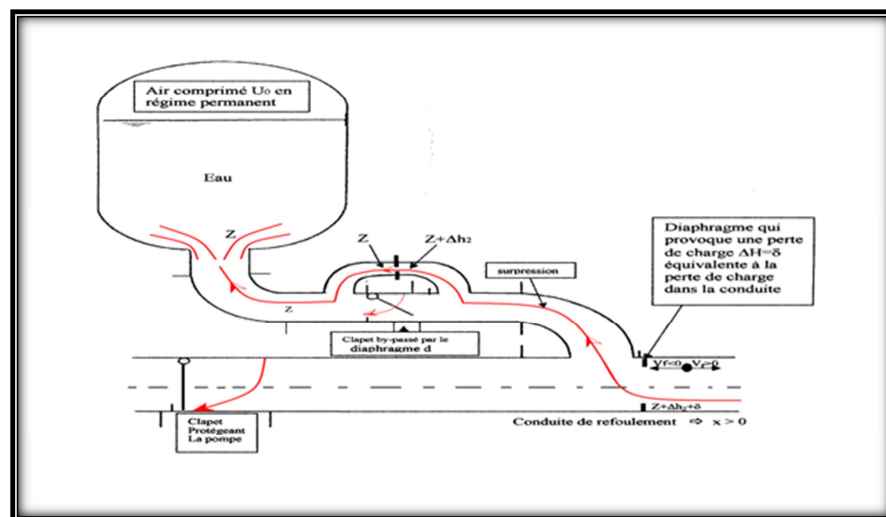 Air comprimé U₀ en
régime permanent
Eau
Z
Z
Z+Δh₂
surpression
Diaphragme qui
provoque une perte
de charge ΔH=δ
équivalente à la
perte de charge
dans la conduite
Z
Clapet by-passé par le
diaphragme d
Vf<0 Vf>0
Z+Δh₂+δ
Clapet
Protégeant
La pompe
Conduite de refoulement ⇨ x > 0